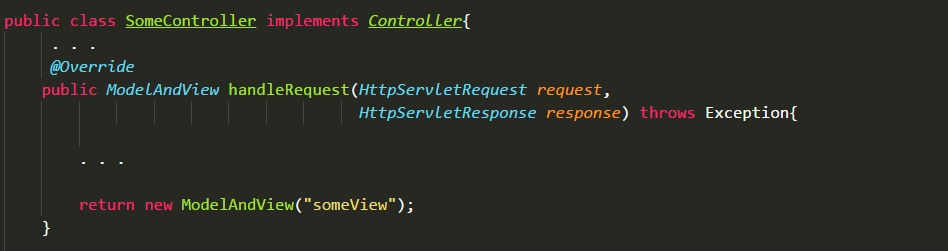 public class SomeController implements Controller{
. . .
@Override
public ModelAndView handleRequest(HttpServletRequest request,
HttpServletResponse response) throws Exception{
. . .
return new ModelAndView("someView");
}